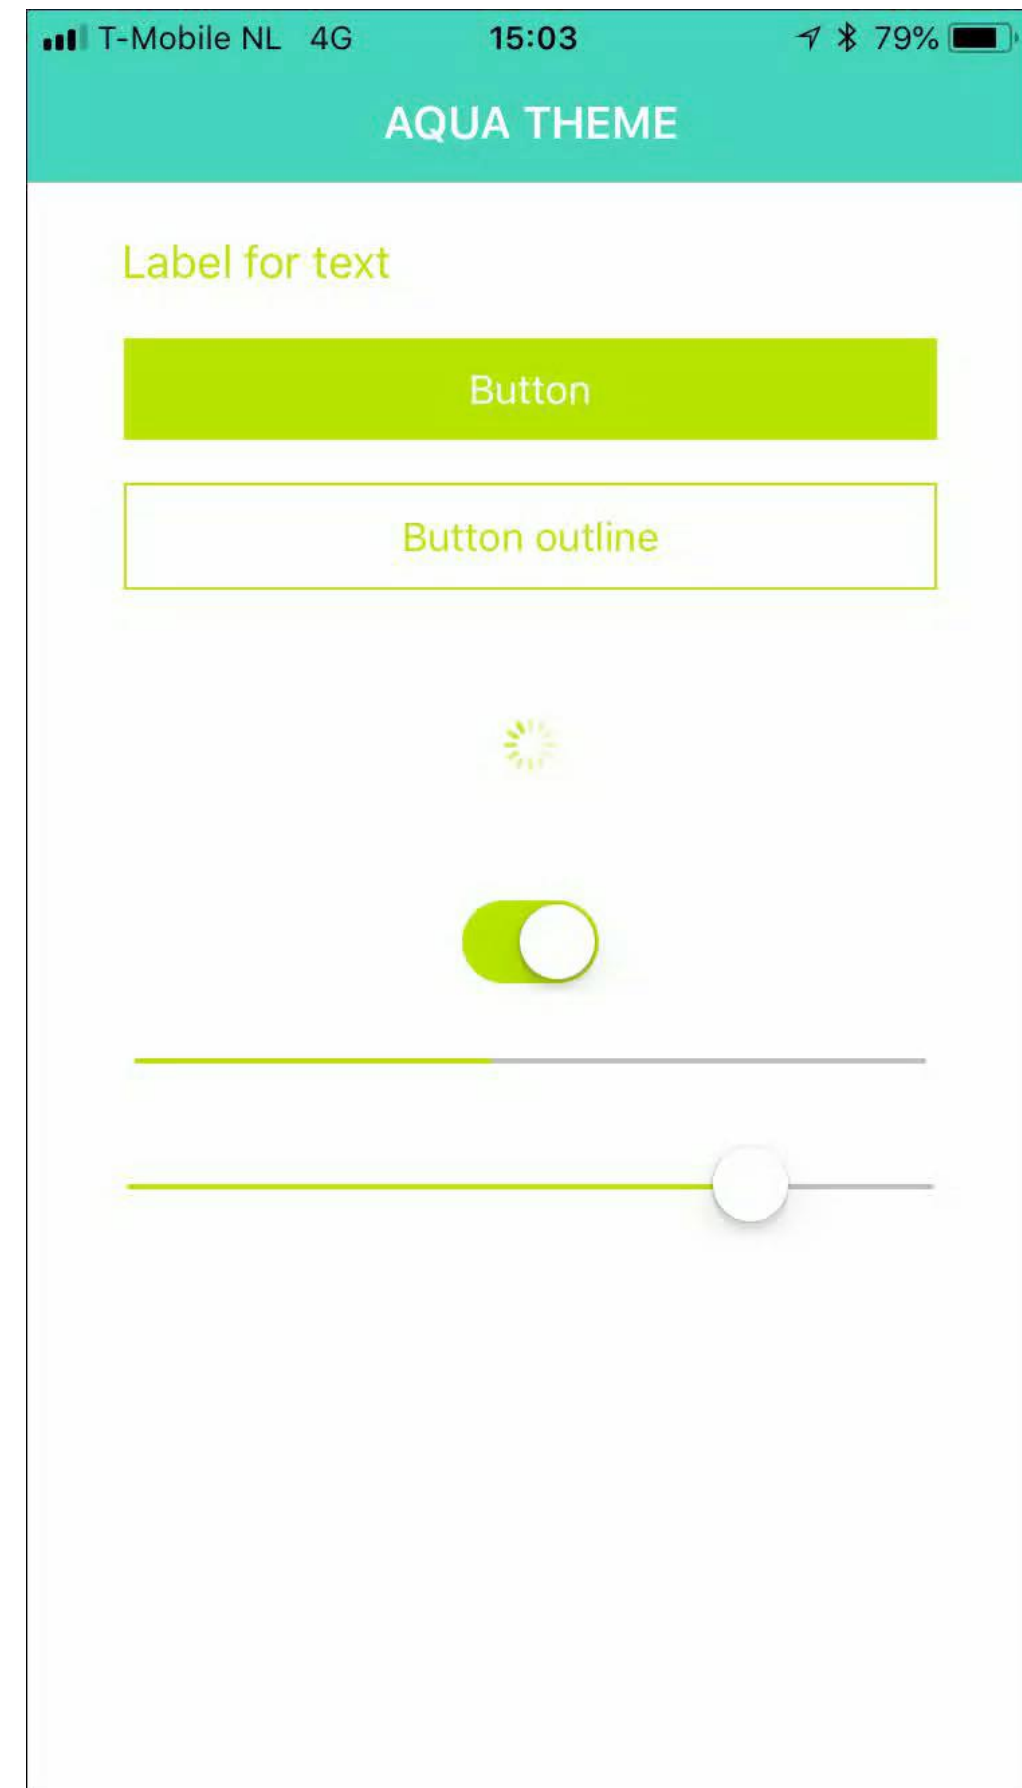 T-Mobile NL 4G 15:03 79%
AQUA THEME
Label for text
Button
Button outline